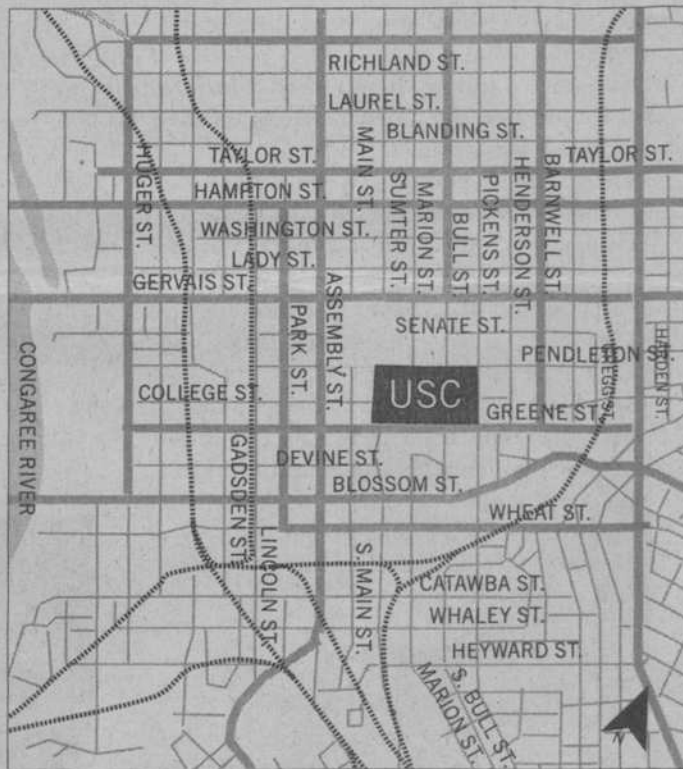 RICHLAND ST.
LAUREL ST.
BLANDING ST.
TAYLOR ST.
TAYLOR ST.
HAMPTON ST.
WASHINGTON ST.
LADY ST.
GERVAIS ST.
HUGER ST.
MAIN ST.
SUMTER ST.
MARION ST.
BULL ST.
PICKENS ST.
HENDERSON ST.
BARNWELL ST.
SENATE ST.
PENDLETON ST.
PARK ST.
ASSEMBLY ST.
HARDEN ST.
CONGAREE RIVER
COLLEGE ST.
USC
GREENE ST.
GADSDEN ST.
DEVINE ST.
BLOSSOM ST.
WHEAT ST.
LINCOLN ST.
S. MAIN ST.
CATAWBA ST.
WHALEY ST.
HEYWARD ST.
S. BULL ST.
MARION ST.
N